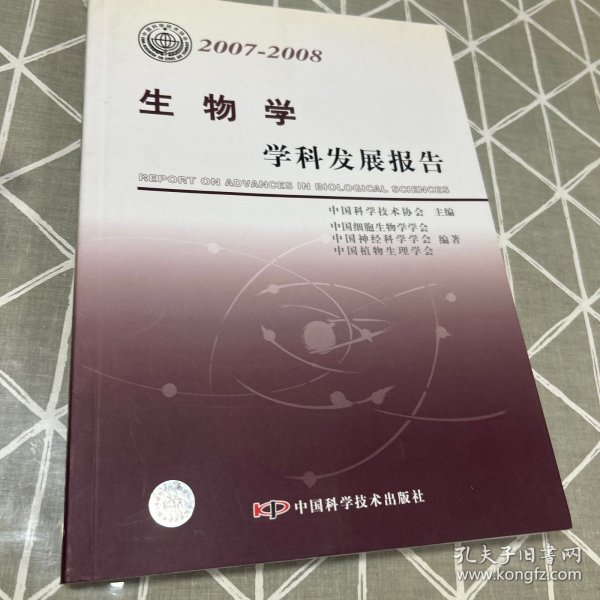 2007-2008
生物学
学科发展报告
REPORT ON ADVANCES IN BIOLOGICAL SCIENCES
中国科学技术协会 主编
中国细胞生物学学会
中国神经科学学会 编著
中国植物生理学会
中国科学技术出版社
孔夫子旧书网
www.kongfz.com